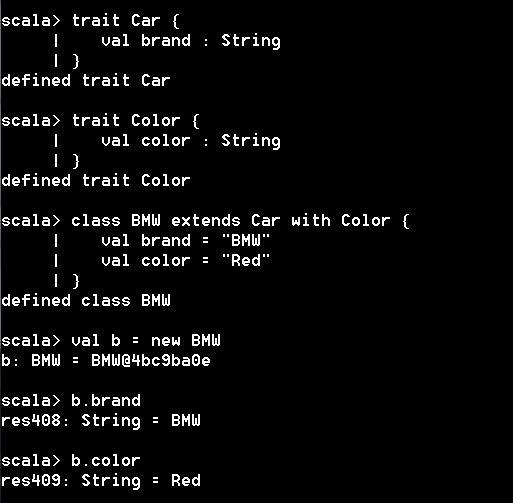 scala> trait Car {
     |    val brand : String
     | }
defined trait Car

scala> trait Color {
     |    val color : String
     | }
defined trait Color

scala> class BMW extends Car with Color {
     |    val brand = "BMW"
     |    val color = "Red"
     | }
defined class BMW

scala> val b = new BMW
b: BMW = BMW@4bc9ba0e

scala> b.brand
res408: String = BMW

scala> b.color
res409: String = Red